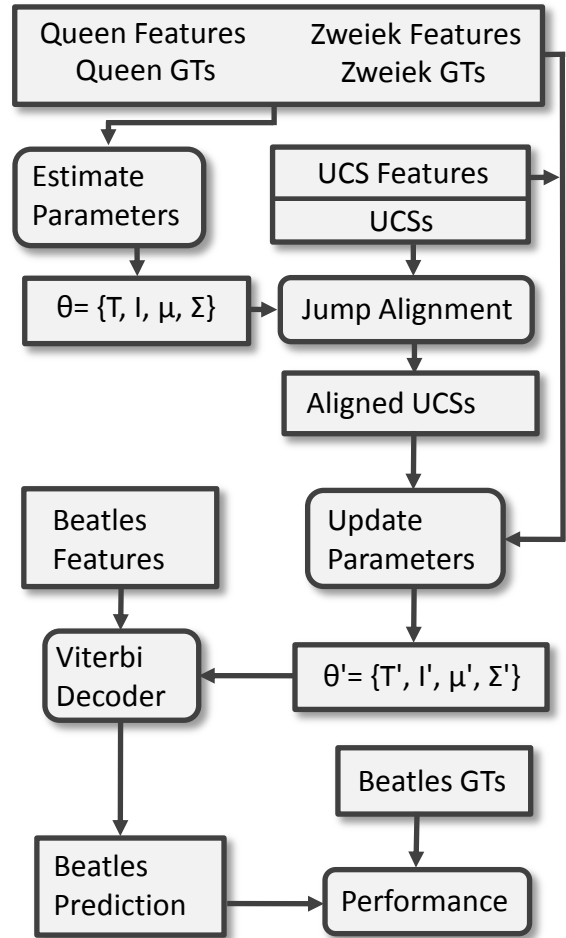 Queen Features
Queen GTs
Zweiek Features
Zweiek GTs
Estimate
Parameters
UCS Features
UCSs
θ= {T, I, μ, Σ}
Jump Alignment
Aligned UCSs
Beatles
Features
Update
Parameters
Viterbi
Decoder
θ'= {T', I', μ', Σ'}
Beatles GTs
Beatles
Prediction
Performance